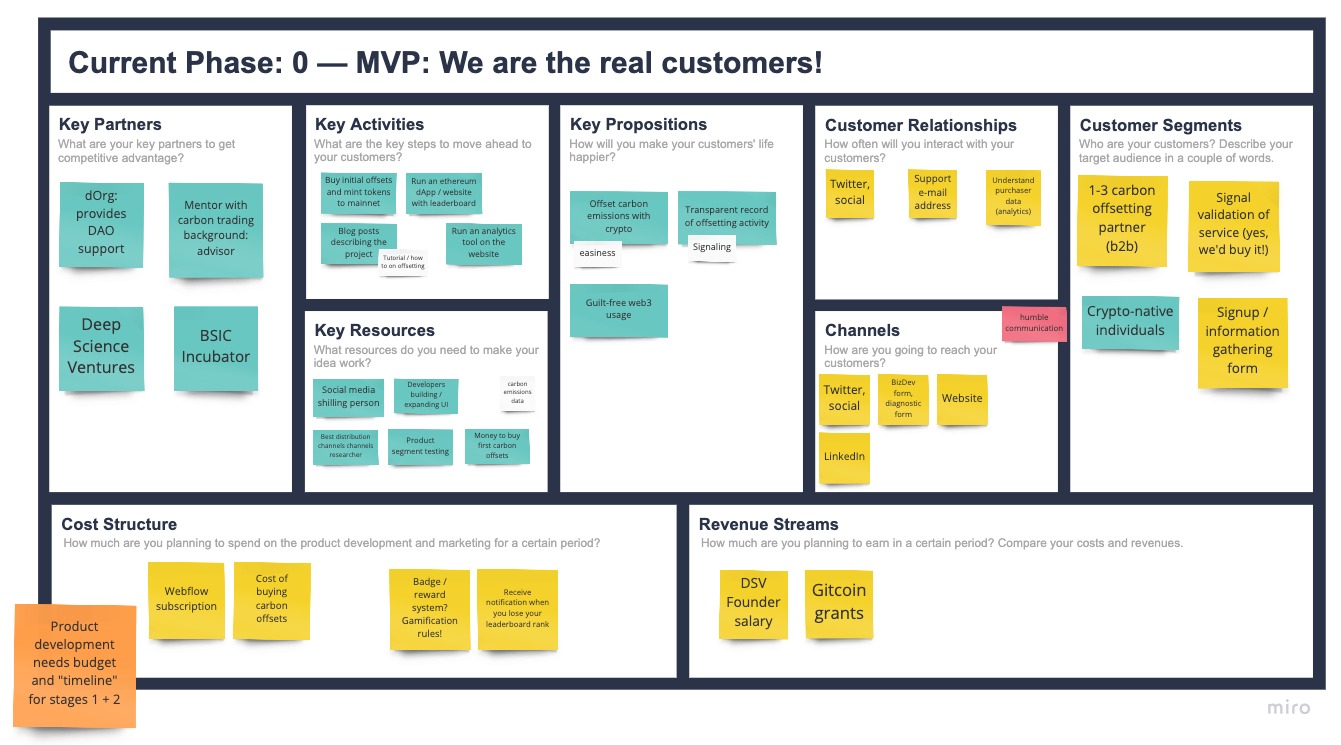 Current Phase: 0 — MVP: We are the real customers!
Key Partners
What are your key partners to get
competitive advantage?
dOrg:
provides
DAO
support
Mentor with
carbon trading
background:
advisor
Deep
Science
Ventures
BSIC
Incubator
Key Activities
What are the key steps to move ahead to
your customers?
Buy initial offsets
and mint tokens
to mainnet
Run an ethereum
dApp / website
with leaderboard
Blog posts
describing the
project
Tutorial / how
to on offsetting
Run an analytics
tool on the
website
Key Resources
What resources do you need to make your
idea work?
Social media
shilling person
Developers
building /
expanding UI
carbon
emissions
data
Best distribution
channels channels
researcher
Product
segment testing
Money to buy
first carbon
offsets
Key Propositions
How will you make your customers' life
happier?
Offset carbon
emissions with
crypto
easiness
Transparent record
of offsetting activity
Signaling
Guilt-free web3
usage
Customer Relationships
How often will you interact with your
customers?
Twitter,
social
Support
e-mail
address
Understand
purchaser
data
(analytics)
Channels
How are you going to reach your
customers?
humble
communication
Twitter,
social
BizDev
form,
diagnostic
form
Website
LinkedIn
Customer Segments
Who are your customers? Describe your
target audience in a couple of words.
1-3 carbon
offsetting
partner
(b2b)
Signal
validation of
service (yes,
we'd buy it!)
Crypto-native
individuals
Signup /
information
gathering
form
Cost Structure
How much are you planning to spend on the product development and marketing for a certain period?
Webflow
subscription
Cost of
buying
carbon
offsets
Badge /
reward
system?
Gamification
rules!
Receive
notification when
you lose your
leaderboard rank
Product
development
needs budget
and "timeline"
for stages 1 + 2
Revenue Streams
How much are you planning to earn in a certain period? Compare your costs and revenues.
DSV
Founder
salary
Gitcoin
grants
miro